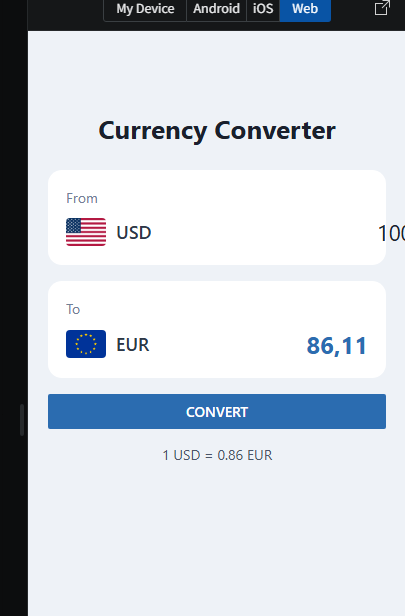 My Device Android iOS Web
Currency Converter
From
USD 100
To
EUR 86,11
CONVERT
1 USD = 0.86 EUR